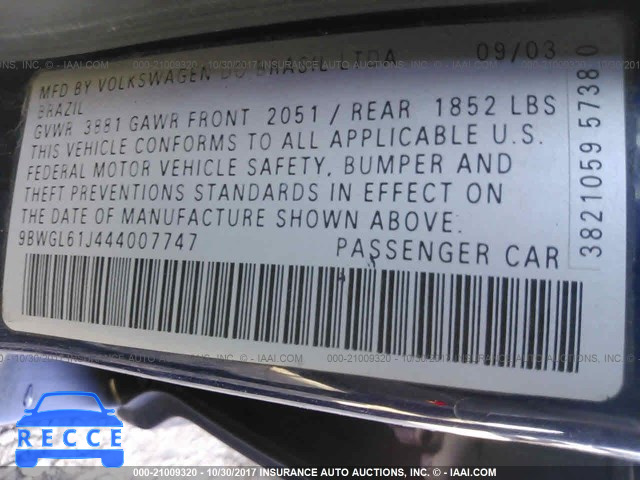 MFD BY VOLKSWAGEN DO BRASIL LTDA 09/03
BRAZIL
GVWR 3881 GAWR FRONT 2051 / REAR 1852 LBS
THIS VEHICLE CONFORMS TO ALL APPLICABLE U.S.
FEDERAL MOTOR VEHICLE SAFETY, BUMPER AND
THEFT PREVENTIONS STANDARDS IN EFFECT ON
THE DATE OF MANUFACTURE SHOWN ABOVE.
9BWGL61J444007747 PASSENGER CAR
3821059 57380
RECCE
000-21009320 - 10/30/2017 INSURANCE AUTO AUCTIONS, INC. - © IAAI.COM